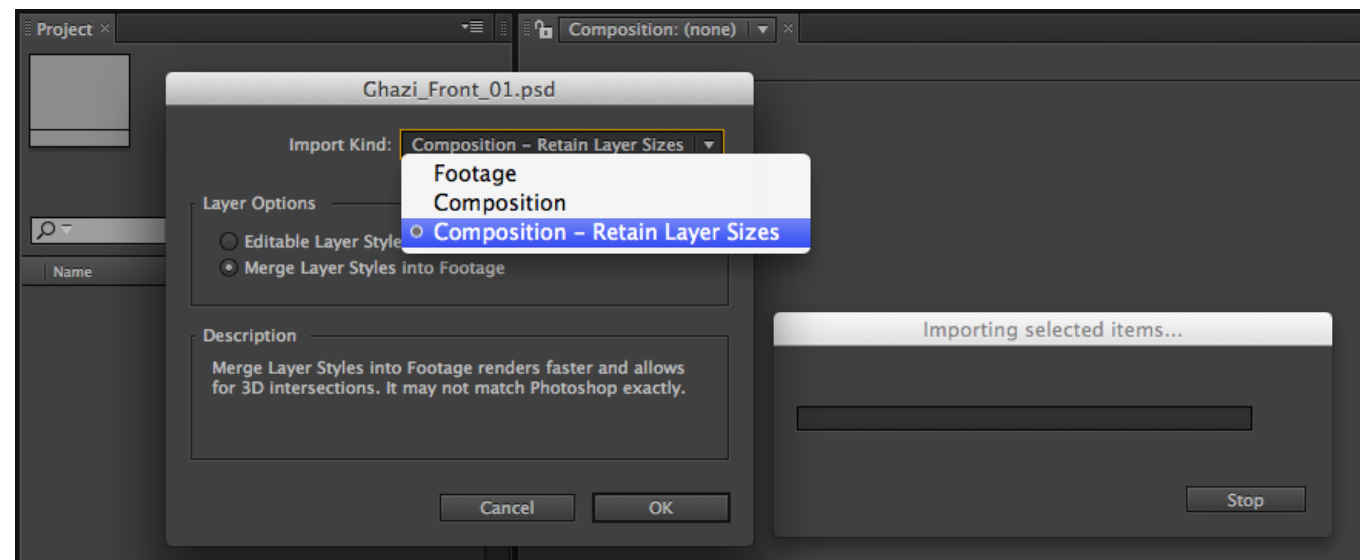 Project
Composition: (none)
Ghazi_Front_01.psd
Import Kind: Composition – Retain Layer Sizes
Footage
Composition
Composition – Retain Layer Sizes
Layer Options
Editable Layer Style
Merge Layer Styles into Footage
Name
Description
Merge Layer Styles into Footage renders faster and allows
for 3D intersections. It may not match Photoshop exactly.
Cancel
OK
Importing selected items...
Stop